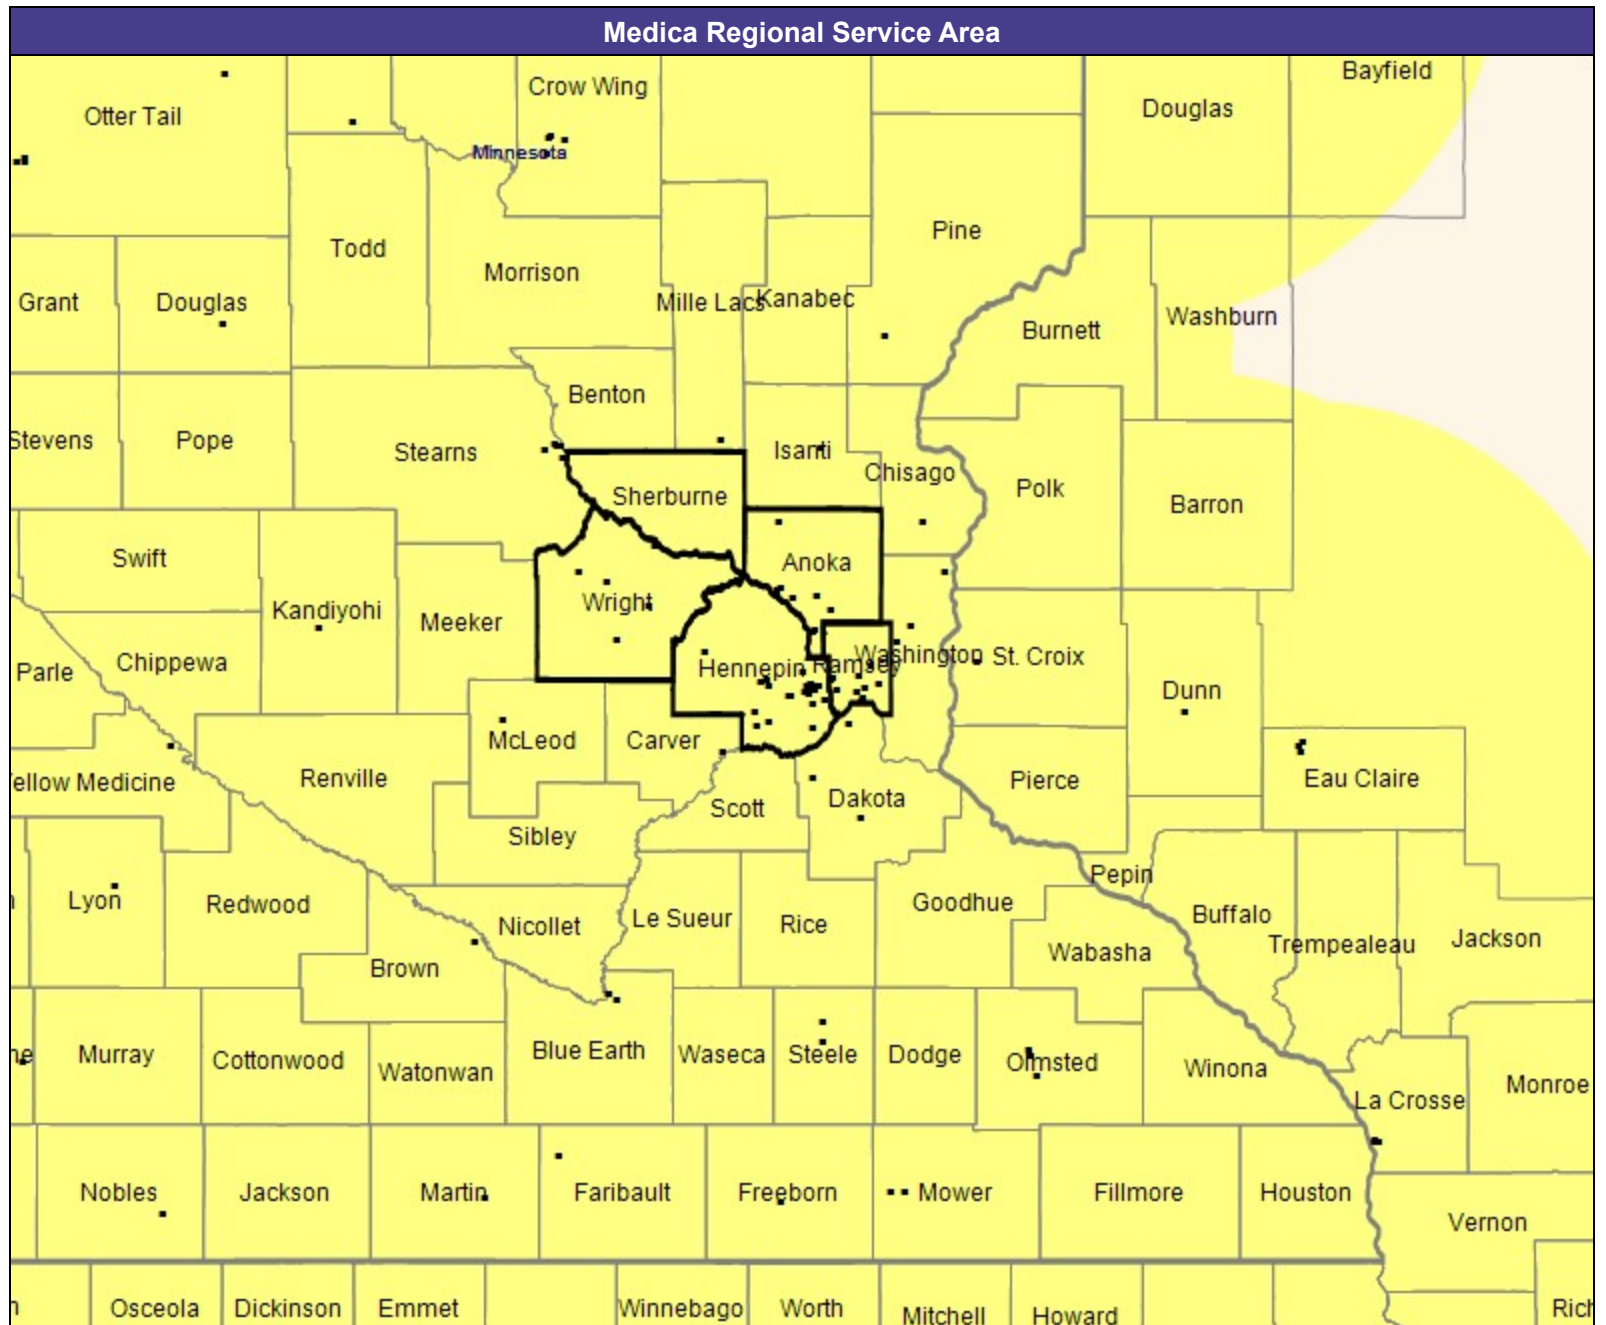 Medica Regional Service Area
Bayfield
Crow Wing
Douglas
Otter Tail
Minnesota
Pine
Todd
Morrison
Grant
Douglas
Mille Lacs
Kanabec
Washburn
Burnett
Benton
Stevens
Pope
Stearns
Isanti
Chisago
Sherburne
Polk
Barron
Swift
Anoka
Wright
Kandiyohi
Meeker
Parle
Chippewa
Hennepin
Ramsey
Washington
St. Croix
Dunn
McLeod
Carver
Renville
ellow Medicine
Pierce
Eau Claire
Scott
Dakota
Sibley
Pepin
Lyon
Redwood
Nicollet
Le Sueur
Rice
Goodhue
Buffalo
Trempealeau
Jackson
Wabasha
Brown
ne
Murray
Cottonwood
Watonwan
Blue Earth
Waseca
Steele
Dodge
Olmsted
Winona
La Crosse
Monroe
Nobles
Jackson
Martin
Faribault
Freeborn
Mower
Fillmore
Houston
Vernon
Osceola
Dickinson
Emmet
Winnebago
Worth
Mitchell
Howard
Rich